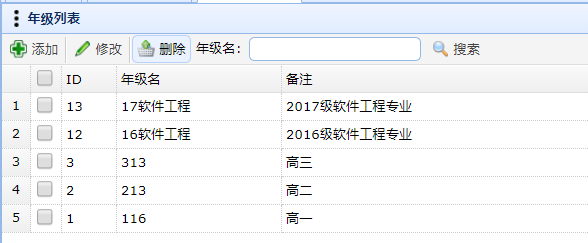 年级列表
添加 修改 删除 年级名: 搜索
ID 年级名 备注
1 13 17软件工程 2017级软件工程专业
2 12 16软件工程 2016级软件工程专业
3 3 313 高三
4 2 213 高二
5 1 116 高一